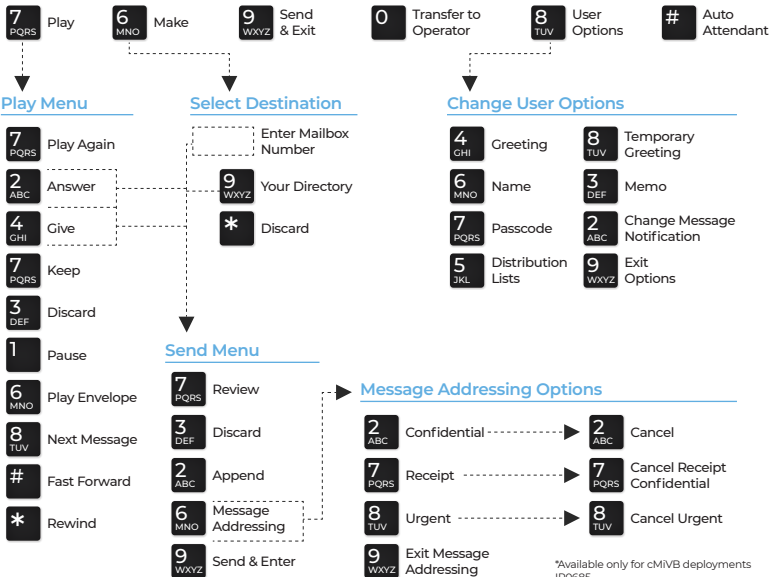 7 PQRS Play
6 MNO Make
9 WXYZ Send & Exit
0 Transfer to Operator
8 TUV User Options
# Auto Attendant
Play Menu
7 PQRS Play Again
2 ABC Answer
4 GHI Give
7 PQRS Keep
3 DEF Discard
1 Pause
6 MNO Play Envelope
8 TUV Next Message
# Fast Forward
* Rewind
Select Destination
Enter Mailbox
Number
9 WXYZ Your Directory
* Discard
Send Menu
7 PQRS Review
3 DEF Discard
2 ABC Append
6 MNO Message
Addressing
9 WXYZ Send & Enter
Change User Options
4 GHI Greeting
8 TUV Temporary
Greeting
6 MNO Name
3 DEF Memo
7 PQRS Passcode
2 ABC Change Message
Notification
5 JKL Distribution
Lists
9 WXYZ Exit
Options
Message Addressing Options
2 ABC Confidential
2 ABC Cancel
7 PQRS Receipt
7 PQRS Cancel Receipt
Confidential
8 TUV Urgent
8 TUV Cancel Urgent
9 WXYZ Exit Message
Addressing
*Available only for cMiVB deployments